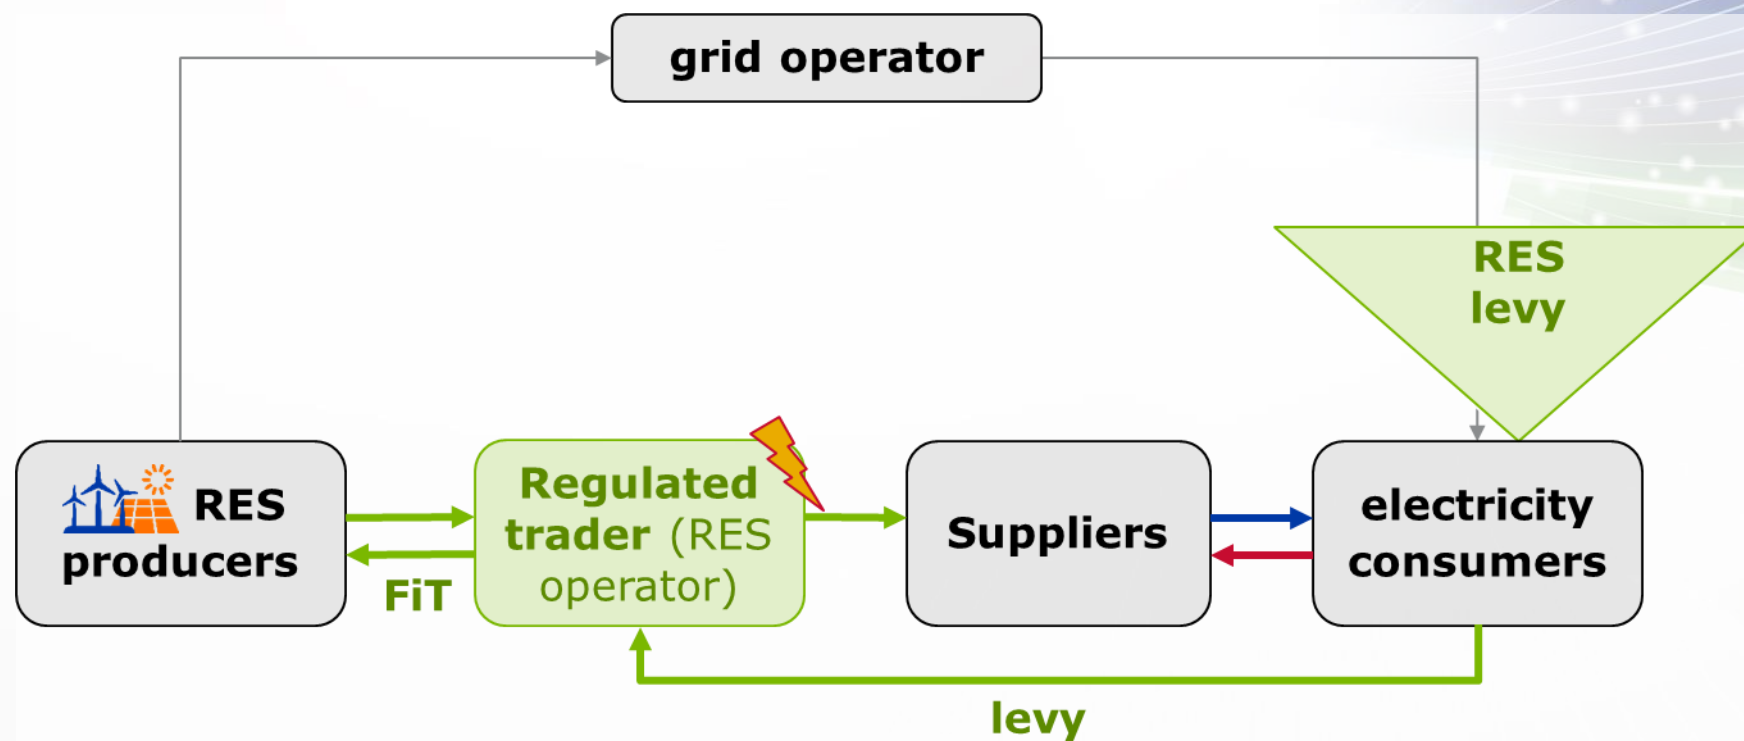 grid operator
RES
levy
RES
producers
FiT
Regulated
trader (RES
operator)
Suppliers
electricity
consumers
levy